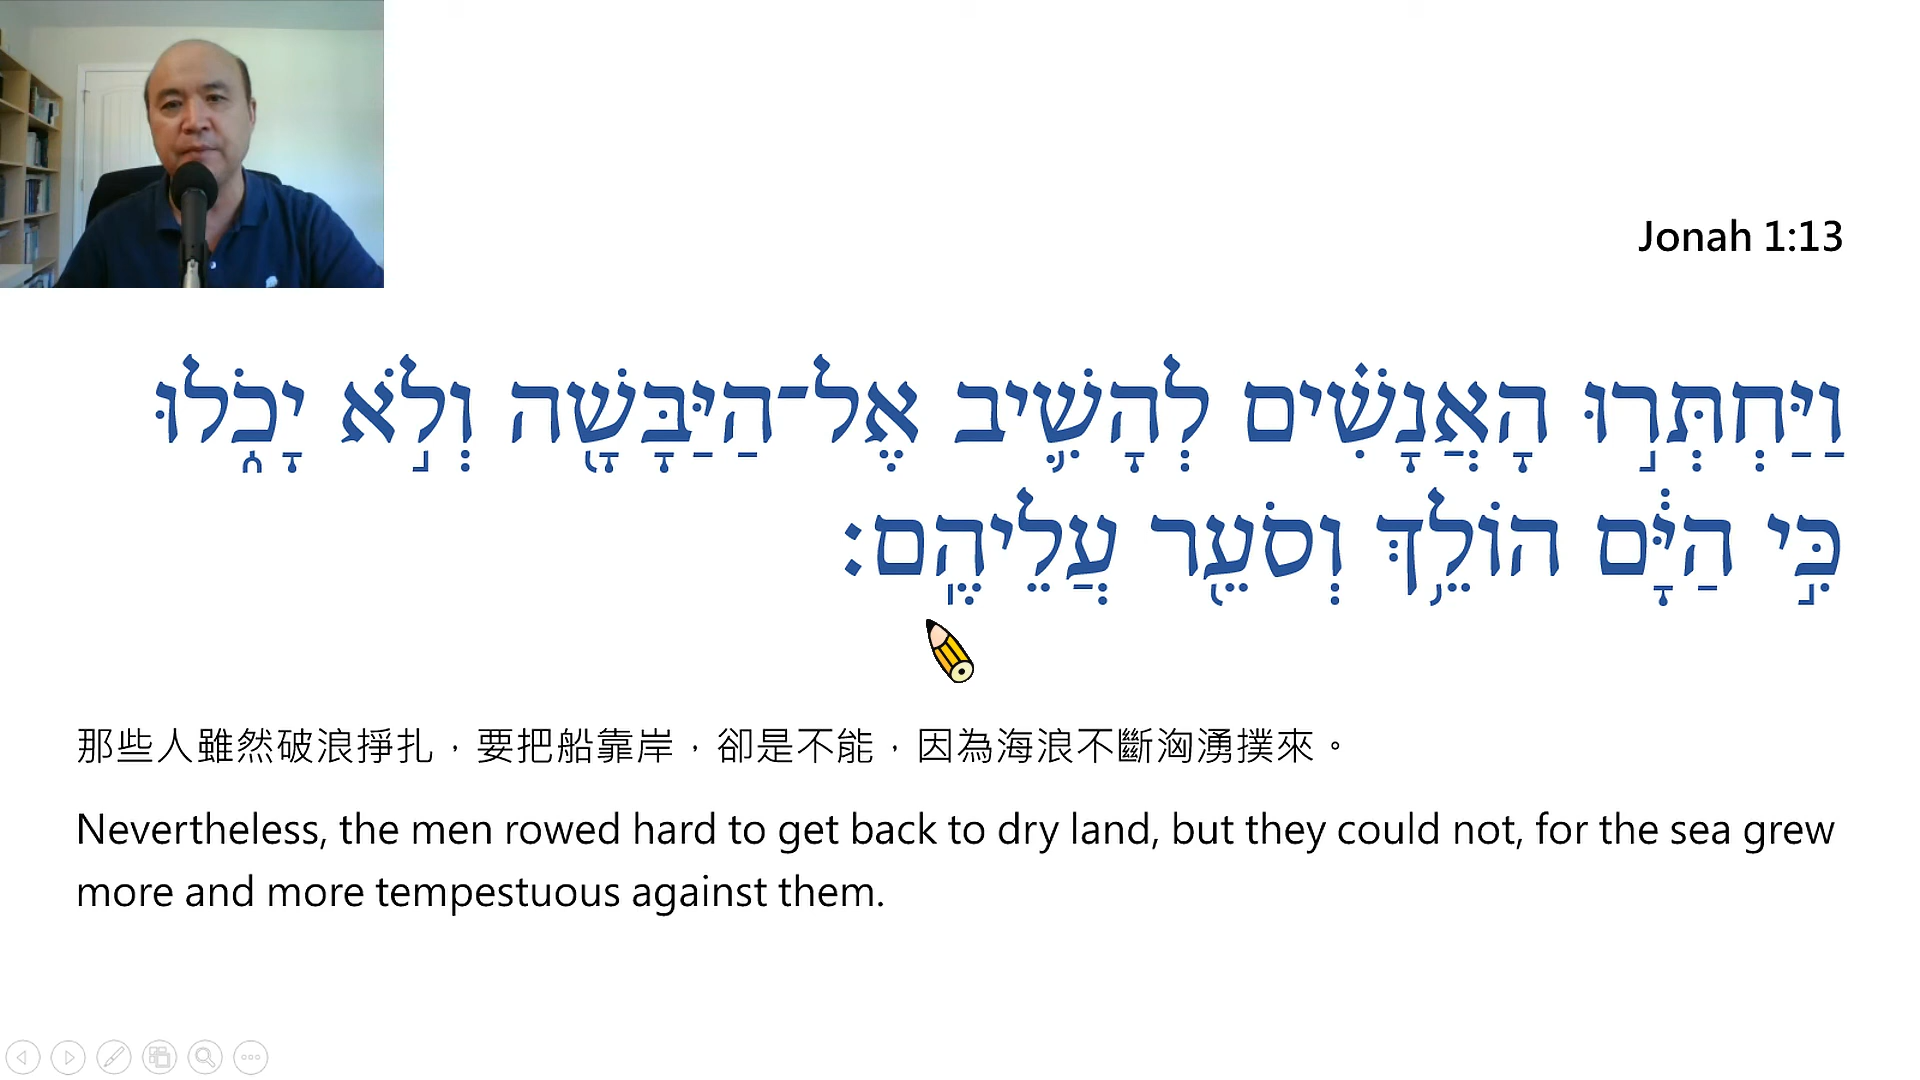 Jonah 1:13
וַיַּחְתְּר֣וּ הָאֲנָשִׁ֗ים לְהָשִׁ֛יב אֶל־הַיַּבָּשָׁ֖ה וְלֹ֣א יָכֹ֑לוּ
כִּ֣י הַיָּ֔ם הוֹלֵ֥ךְ וְסֹעֵ֖ר עֲלֵיהֶֽם׃
那些人雖然破浪掙扎，要把船靠岸，卻是不能，因為海浪不斷洶湧撲來。
Nevertheless, the men rowed hard to get back to dry land, but they could not, for the sea grew
more and more tempestuous against them.